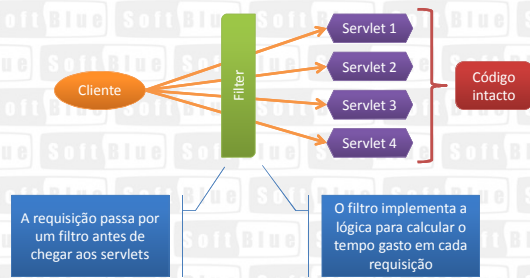 Cliente
Filter
Servlet 1
Servlet 2
Servlet 3
Servlet 4
Código
intacto
A requisição passa por
um filtro antes de
chegar aos servlets
O filtro implementa a
lógica para calcular o
tempo gasto em cada
requisição